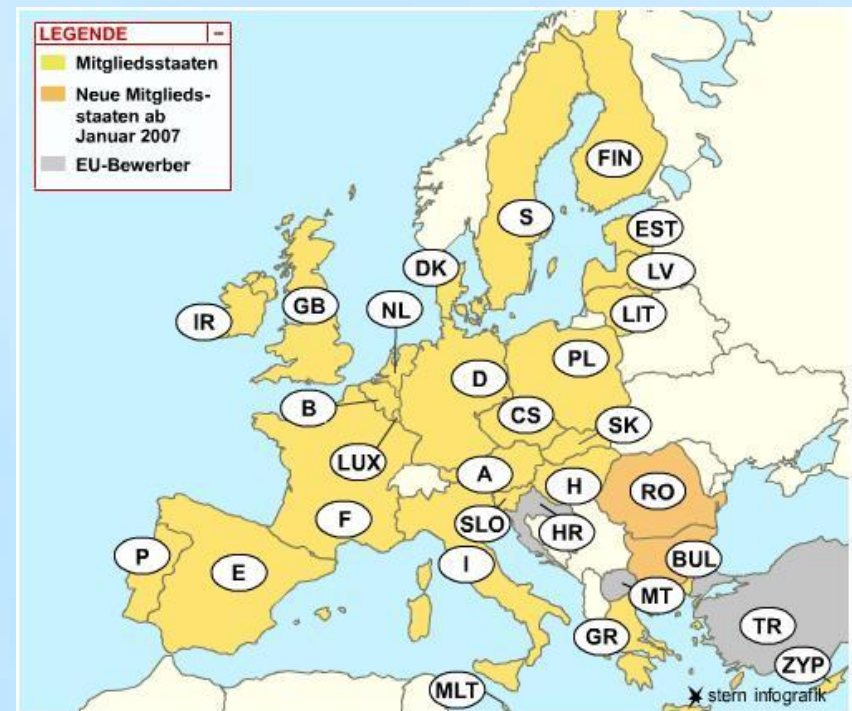 LEGENDE –
Mitgliedsstaaten
Neue Mitglieds-
staaten ab
Januar 2007
EU-Bewerber
FIN
S
EST
DK
LV
NL
IR
GB
LIT
PL
D
B
CS
SK
LUX
A
H
RO
F
SLO
HR
P
E
I
BUL
MT
GR
TR
ZYP
MLT
stern infografik